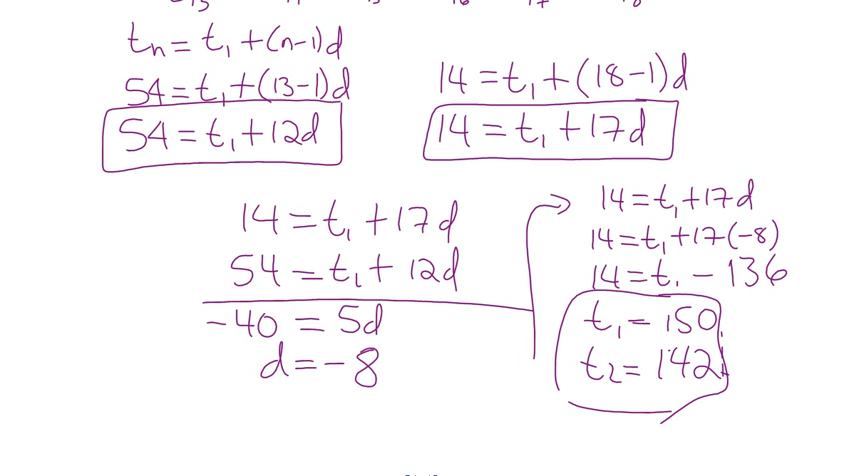 tₙ = t₁ + (n-1)d
54 = t₁ + (13-1)d
54 = t₁ + 12d
14 = t₁ + (18-1)d
14 = t₁ + 17d
14 = t₁ + 17d
54 = t₁ + 12d
-40 = 5d
d = -8
14 = t₁ + 17d
14 = t₁ + 17(-8)
14 = t₁ - 136
t₁ = 150
t₂ = 142